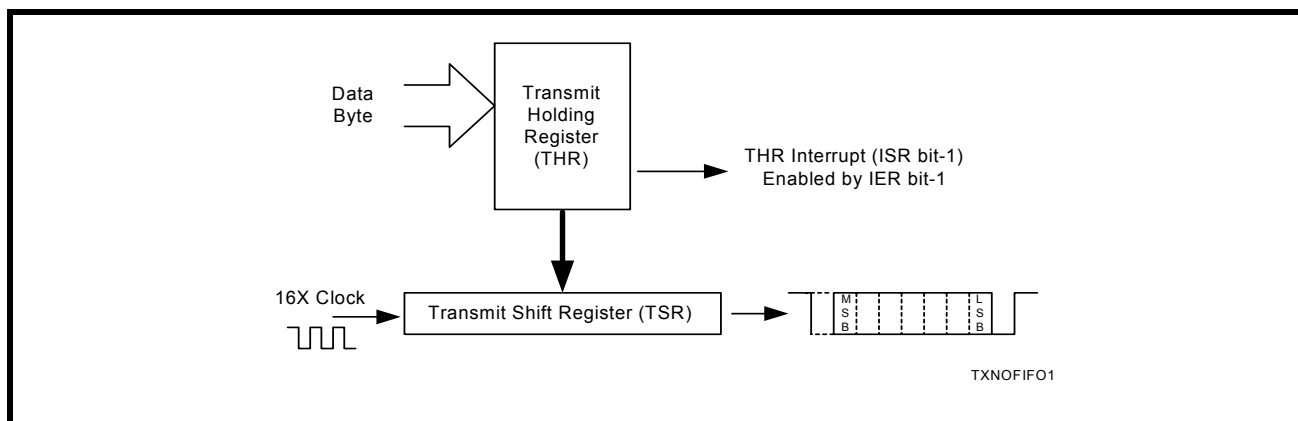 Data
Byte
Transmit
Holding
Register
(THR)
THR Interrupt (ISR bit-1)
Enabled by IER bit-1
16X Clock
Transmit Shift Register (TSR)
M
S
B
L
S
B
TXNOFIFO1